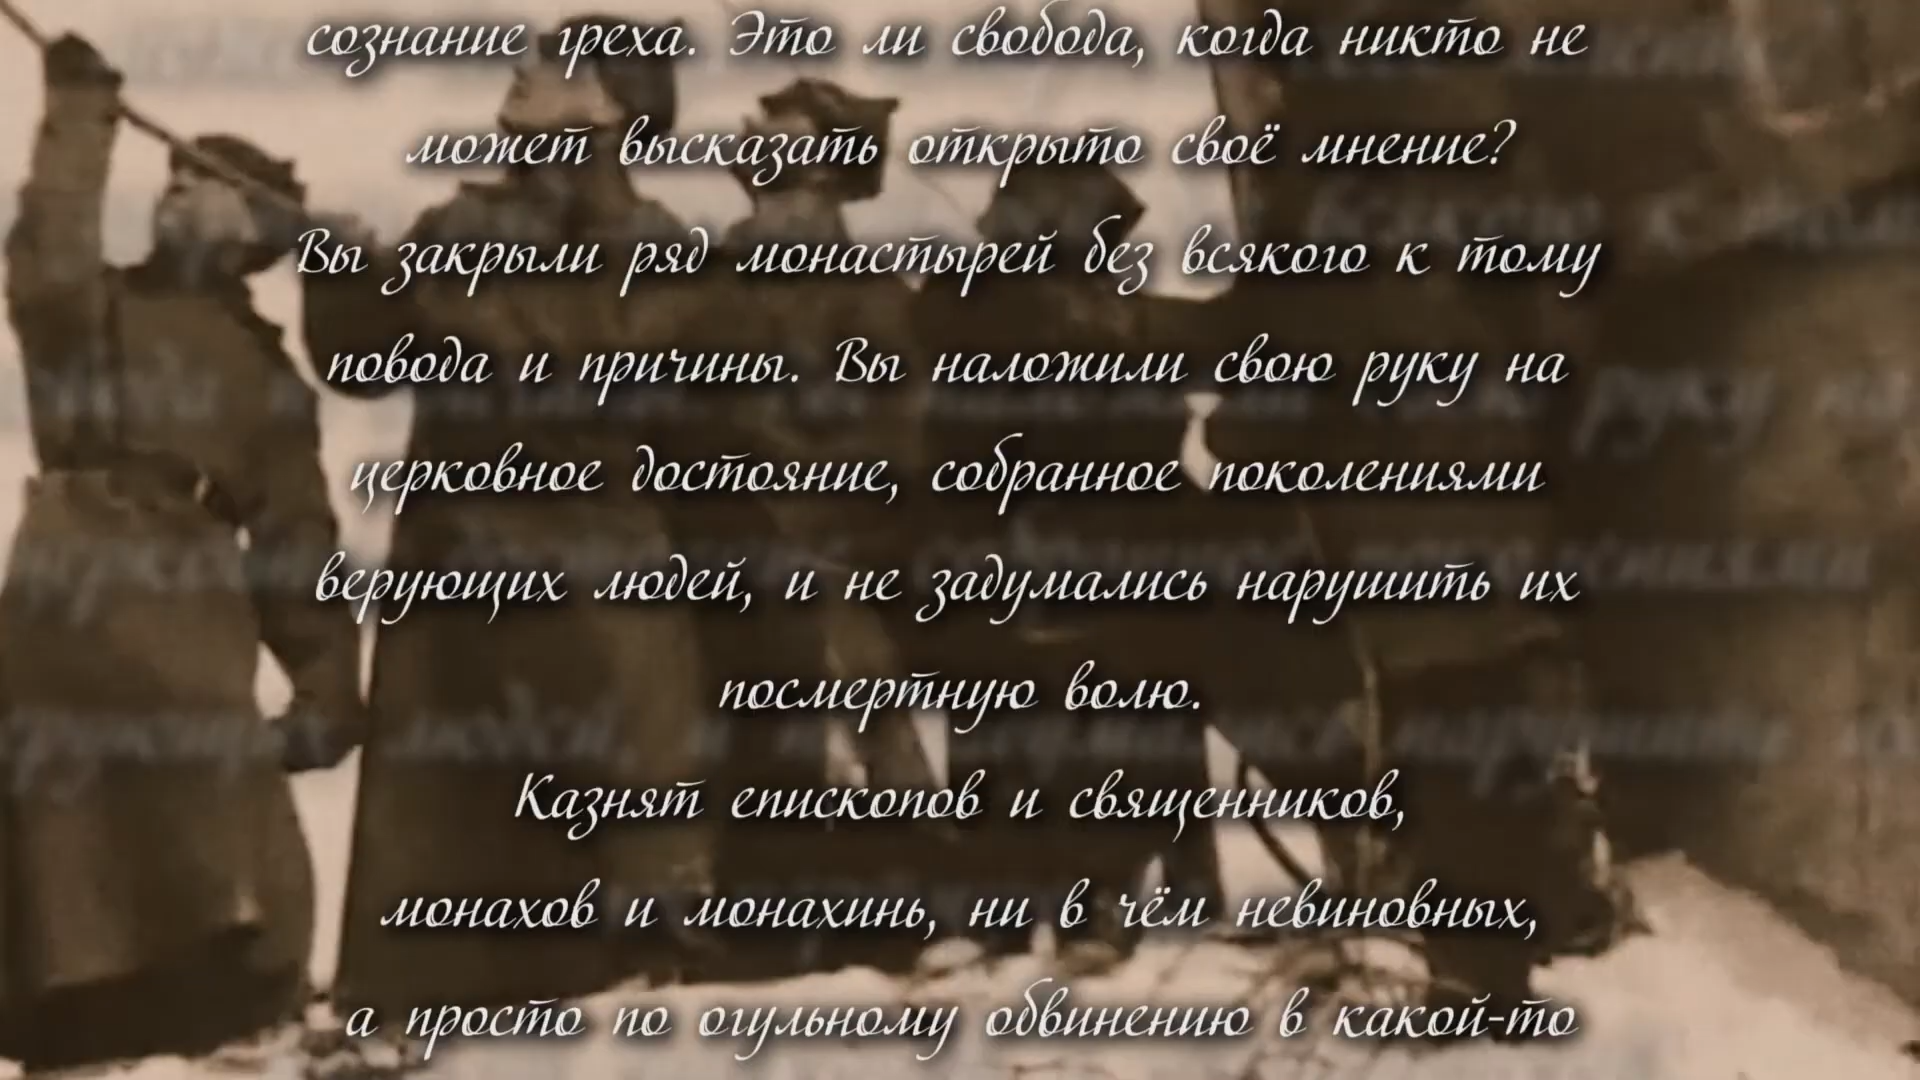 сознание греха. Это ли свобода, когда никто не
может высказать открыто своё мнение?
Вы закрыли ряд монастырей без всякого к тому
повода и причины. Вы наложили свою руку на
церковное достояние, собранное поколениями
верующих людей, и не задумались нарушить их
посмертную волю.
Казнят епископов и священников,
монахов и монахинь, ни в чём невиновных,
а просто по огульному обвинению в какой-то